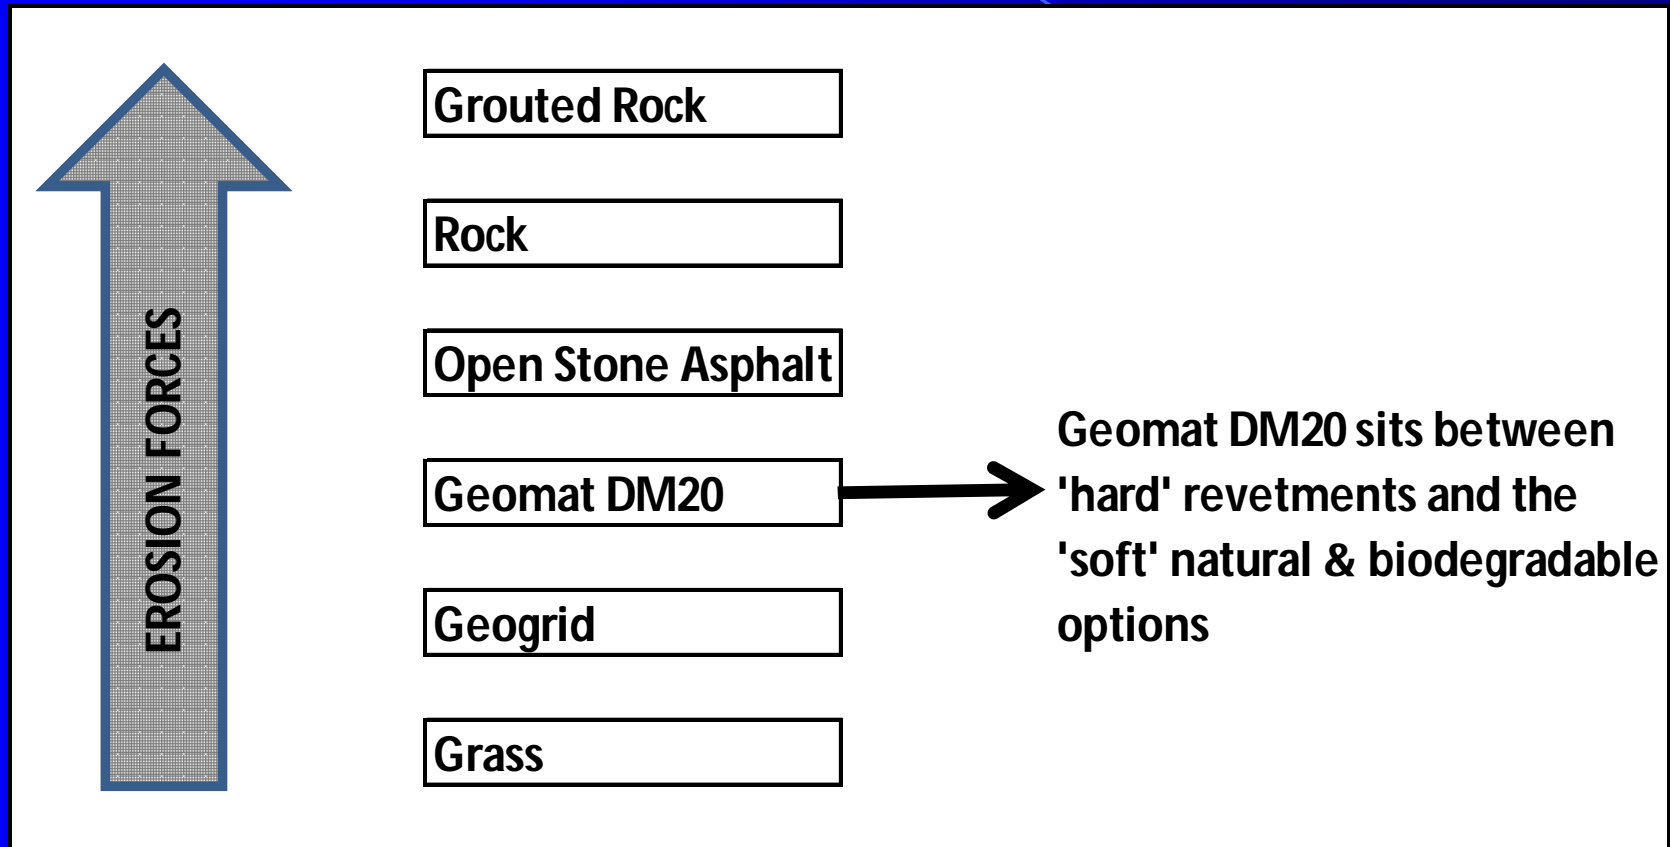 Grouted Rock
Rock
Open Stone Asphalt
Geomat DM20
Geogrid
Grass
EROSION FORCES
Geomat DM20 sits between
'hard' revetments and the
'soft' natural & biodegradable
options